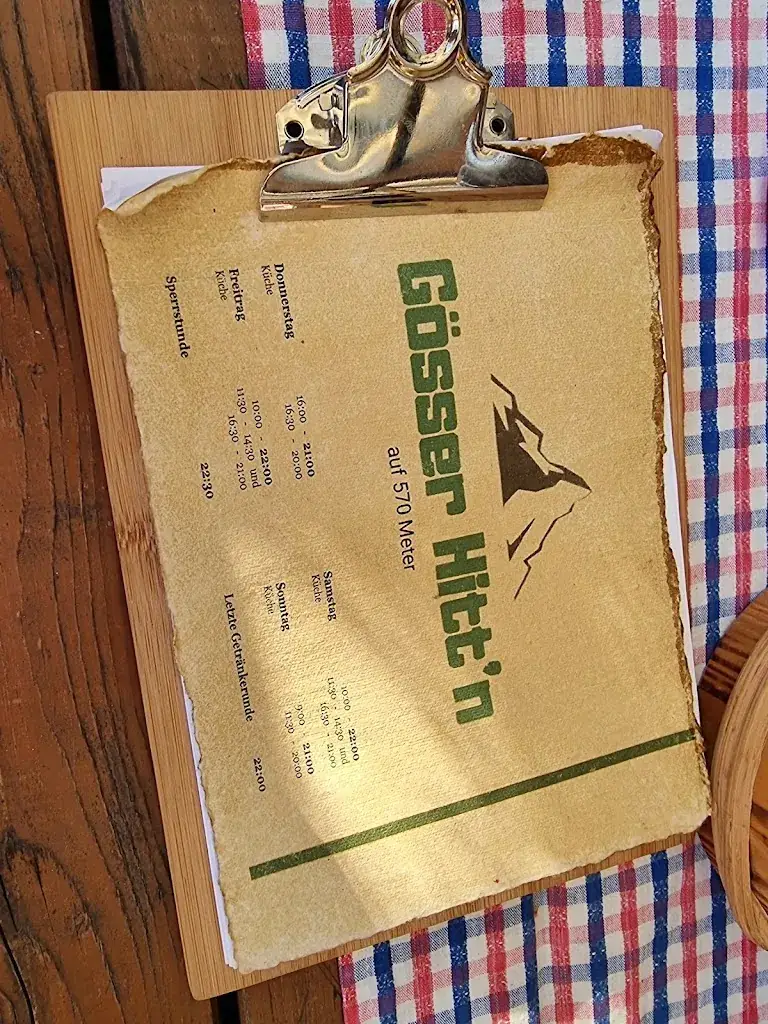 Gösser Hitt'n
auf 570 Meter
Donnerstag 16:00 - 21:00
Küche 16:30 - 20:00
Freitrag 10:00 - 22:00
Küche 11:30 - 14:30 und
16:30 - 21:00
Sperrstunde 22:30
Samstag 10:00 - 22:00
Küche 11:30 - 14:30 und
16:30 - 21:00
Sonntag 9:00 - 21:00
Küche 11:30 - 20:00
Letzte Getränkerunde 22:00